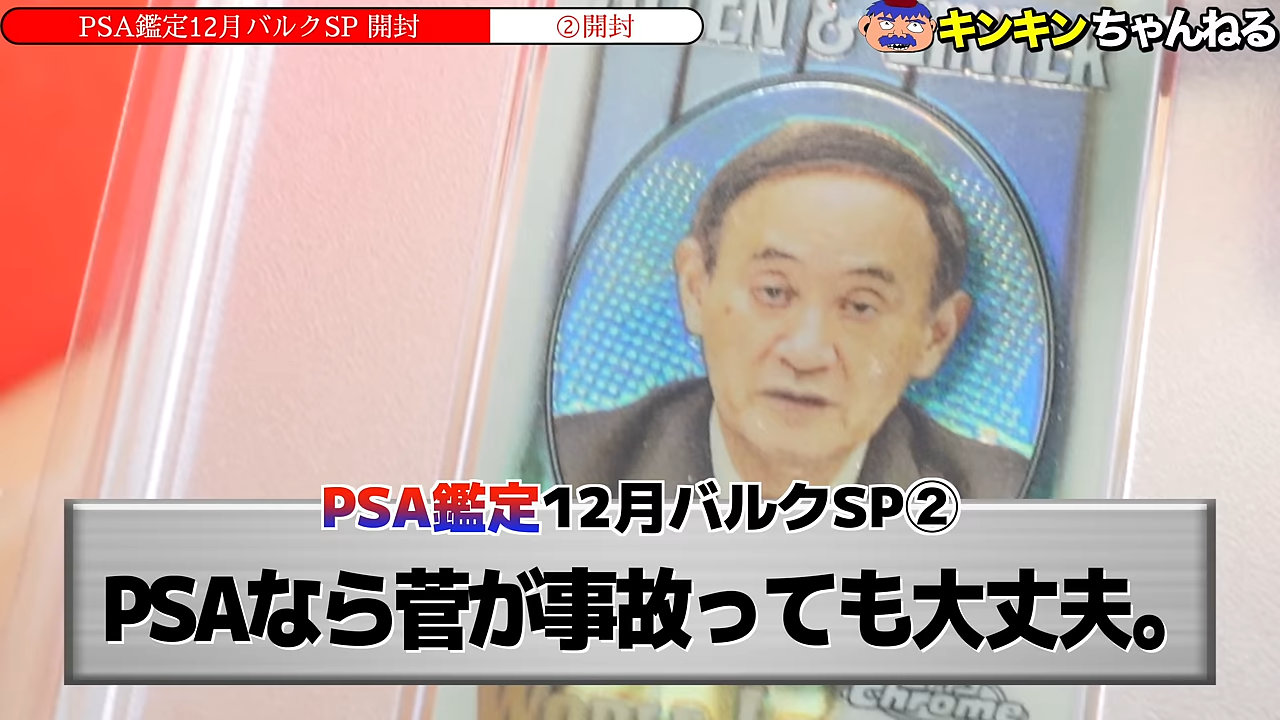 PSA鑑定12月バルクSP 開封
②開封
キンキンちゃんねる
& GINTER
PSA鑑定12月バルクSP②
PSAなら菅が事故っても大丈夫。
Chrome